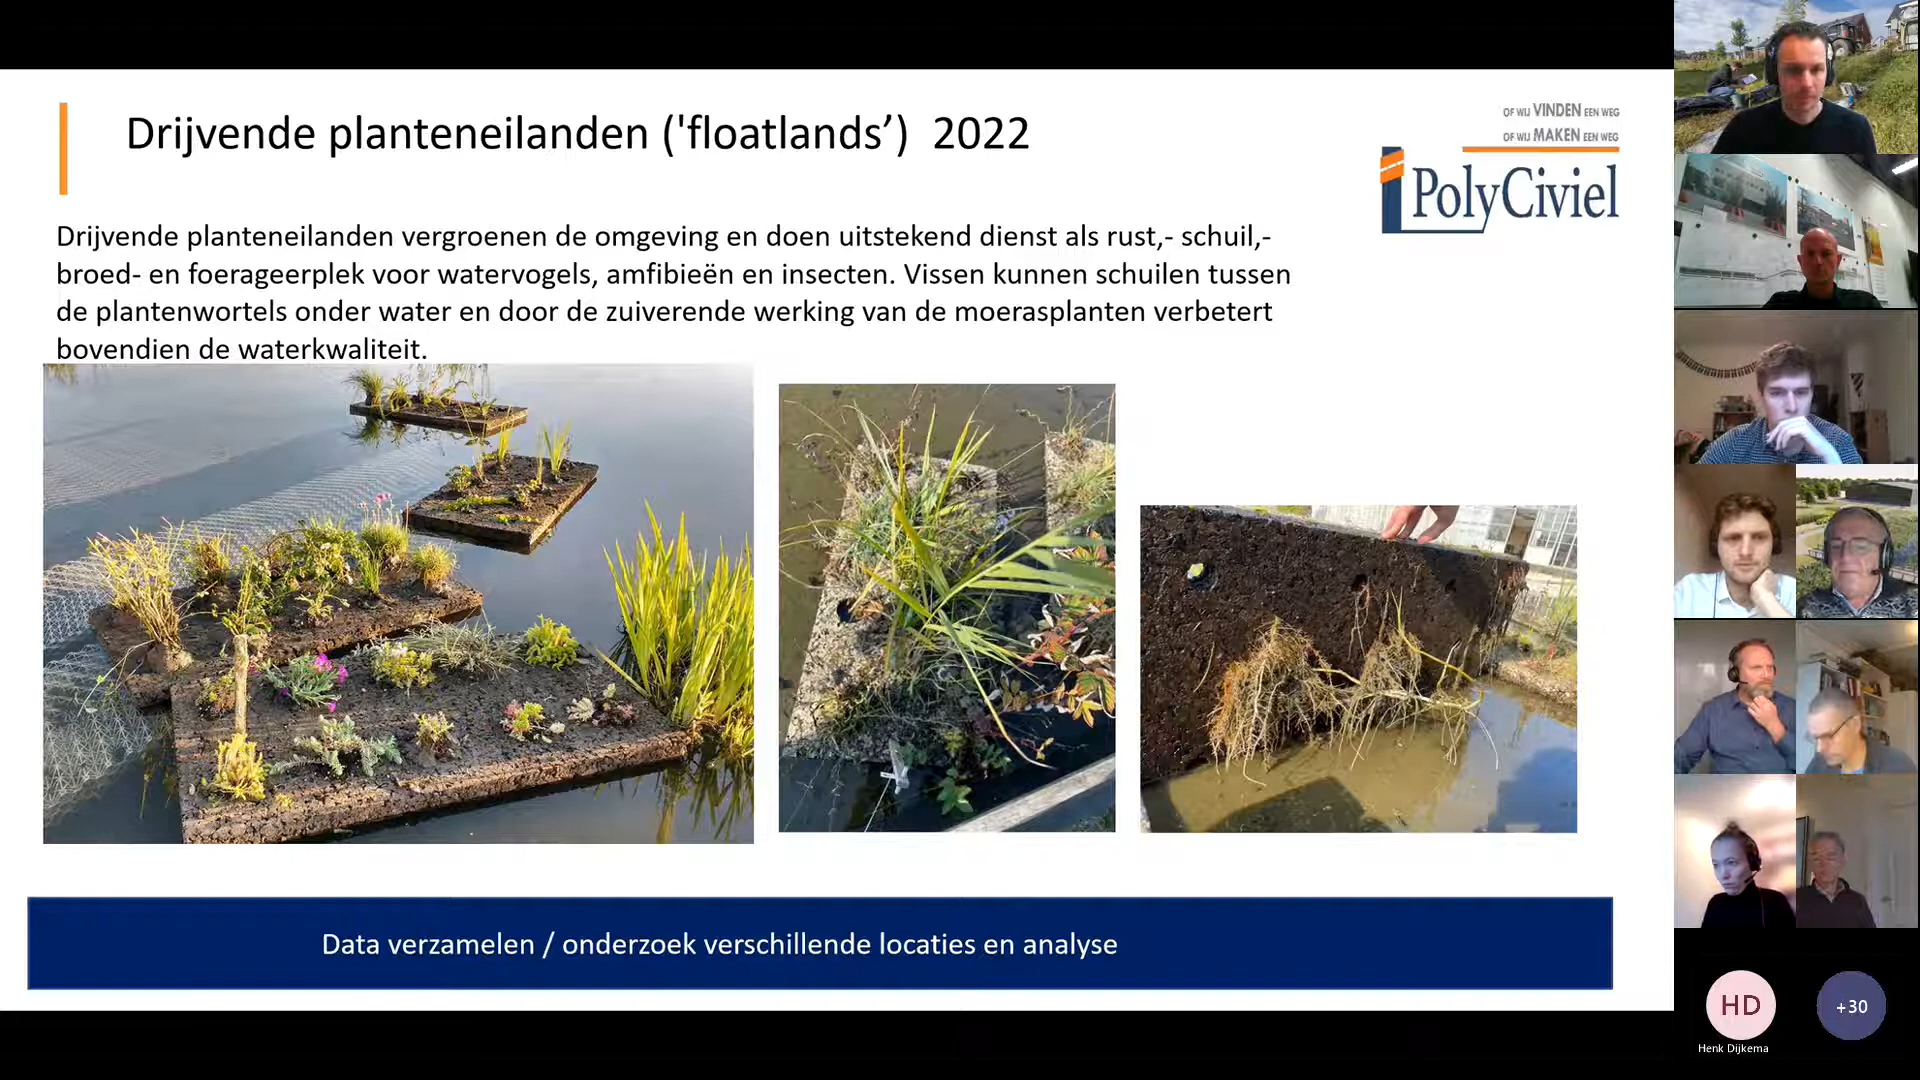 Drijvende planteneilanden ('floatlands’) 2022
OF WIJ VINDEN EEN WEG
OF WIJ MAKEN EEN WEG
PolyCiviel
Drijvende planteneilanden vergroenen de omgeving en doen uitstekend dienst als rust,- schuil,-
broed- en foerageerplek voor watervogels, amfibieën en insecten. Vissen kunnen schuilen tussen
de plantenwortels onder water en door de zuiverende werking van de moerasplanten verbetert
bovendien de waterkwaliteit.
Data verzamelen / onderzoek verschillende locaties en analyse
HD
+30
Henk Dijkema